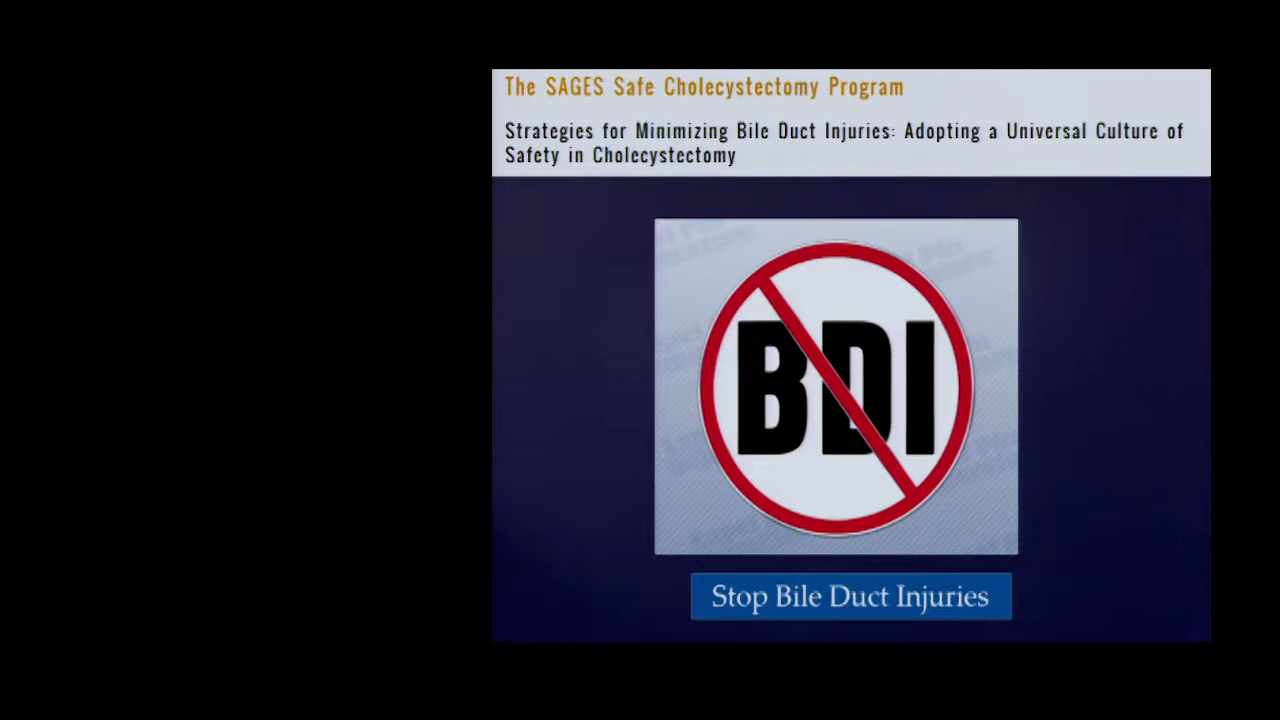 The SAGES Safe Cholecystectomy Program
Strategies for Minimizing Bile Duct Injuries: Adopting a Universal Culture of
Safety in Cholecystectomy
BDI
Stop Bile Duct Injuries